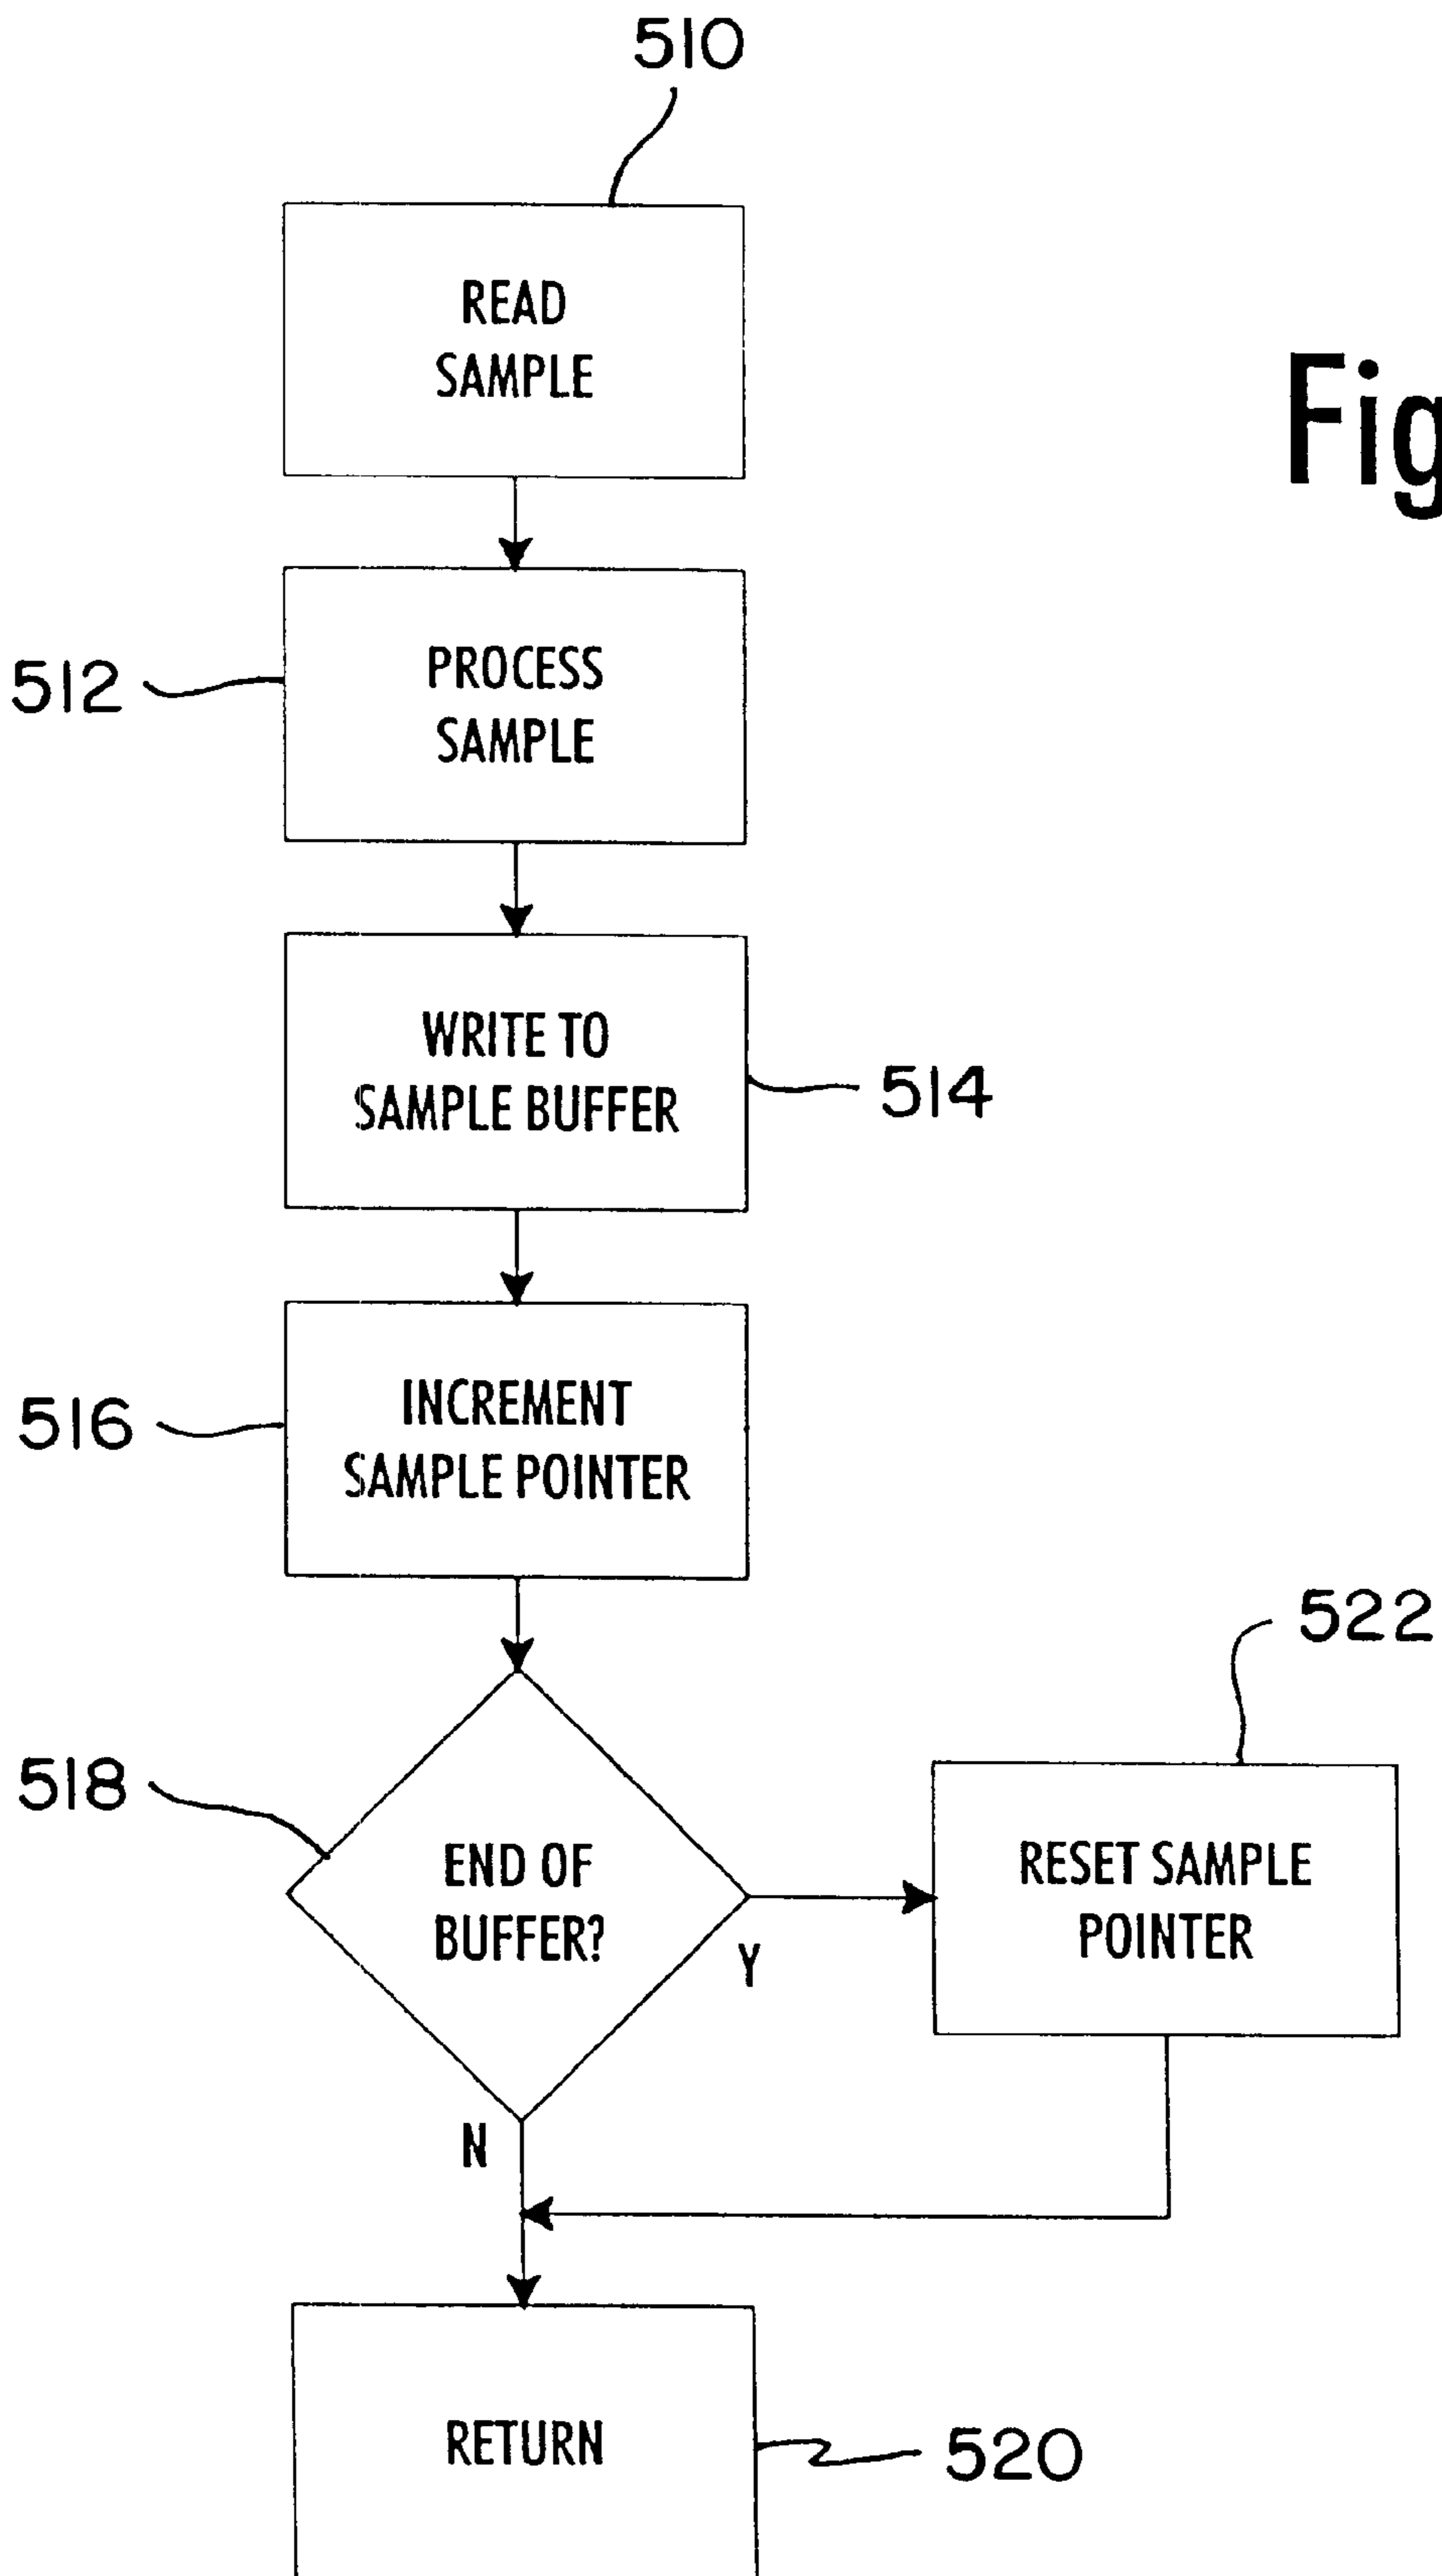 510
READ
SAMPLE
Fig
512
PROCESS
SAMPLE
WRITE TO
SAMPLE BUFFER
514
516
INCREMENT
SAMPLE POINTER
522
518
END OF
BUFFER?
RESET SAMPLE
POINTER
Y
N
RETURN
520